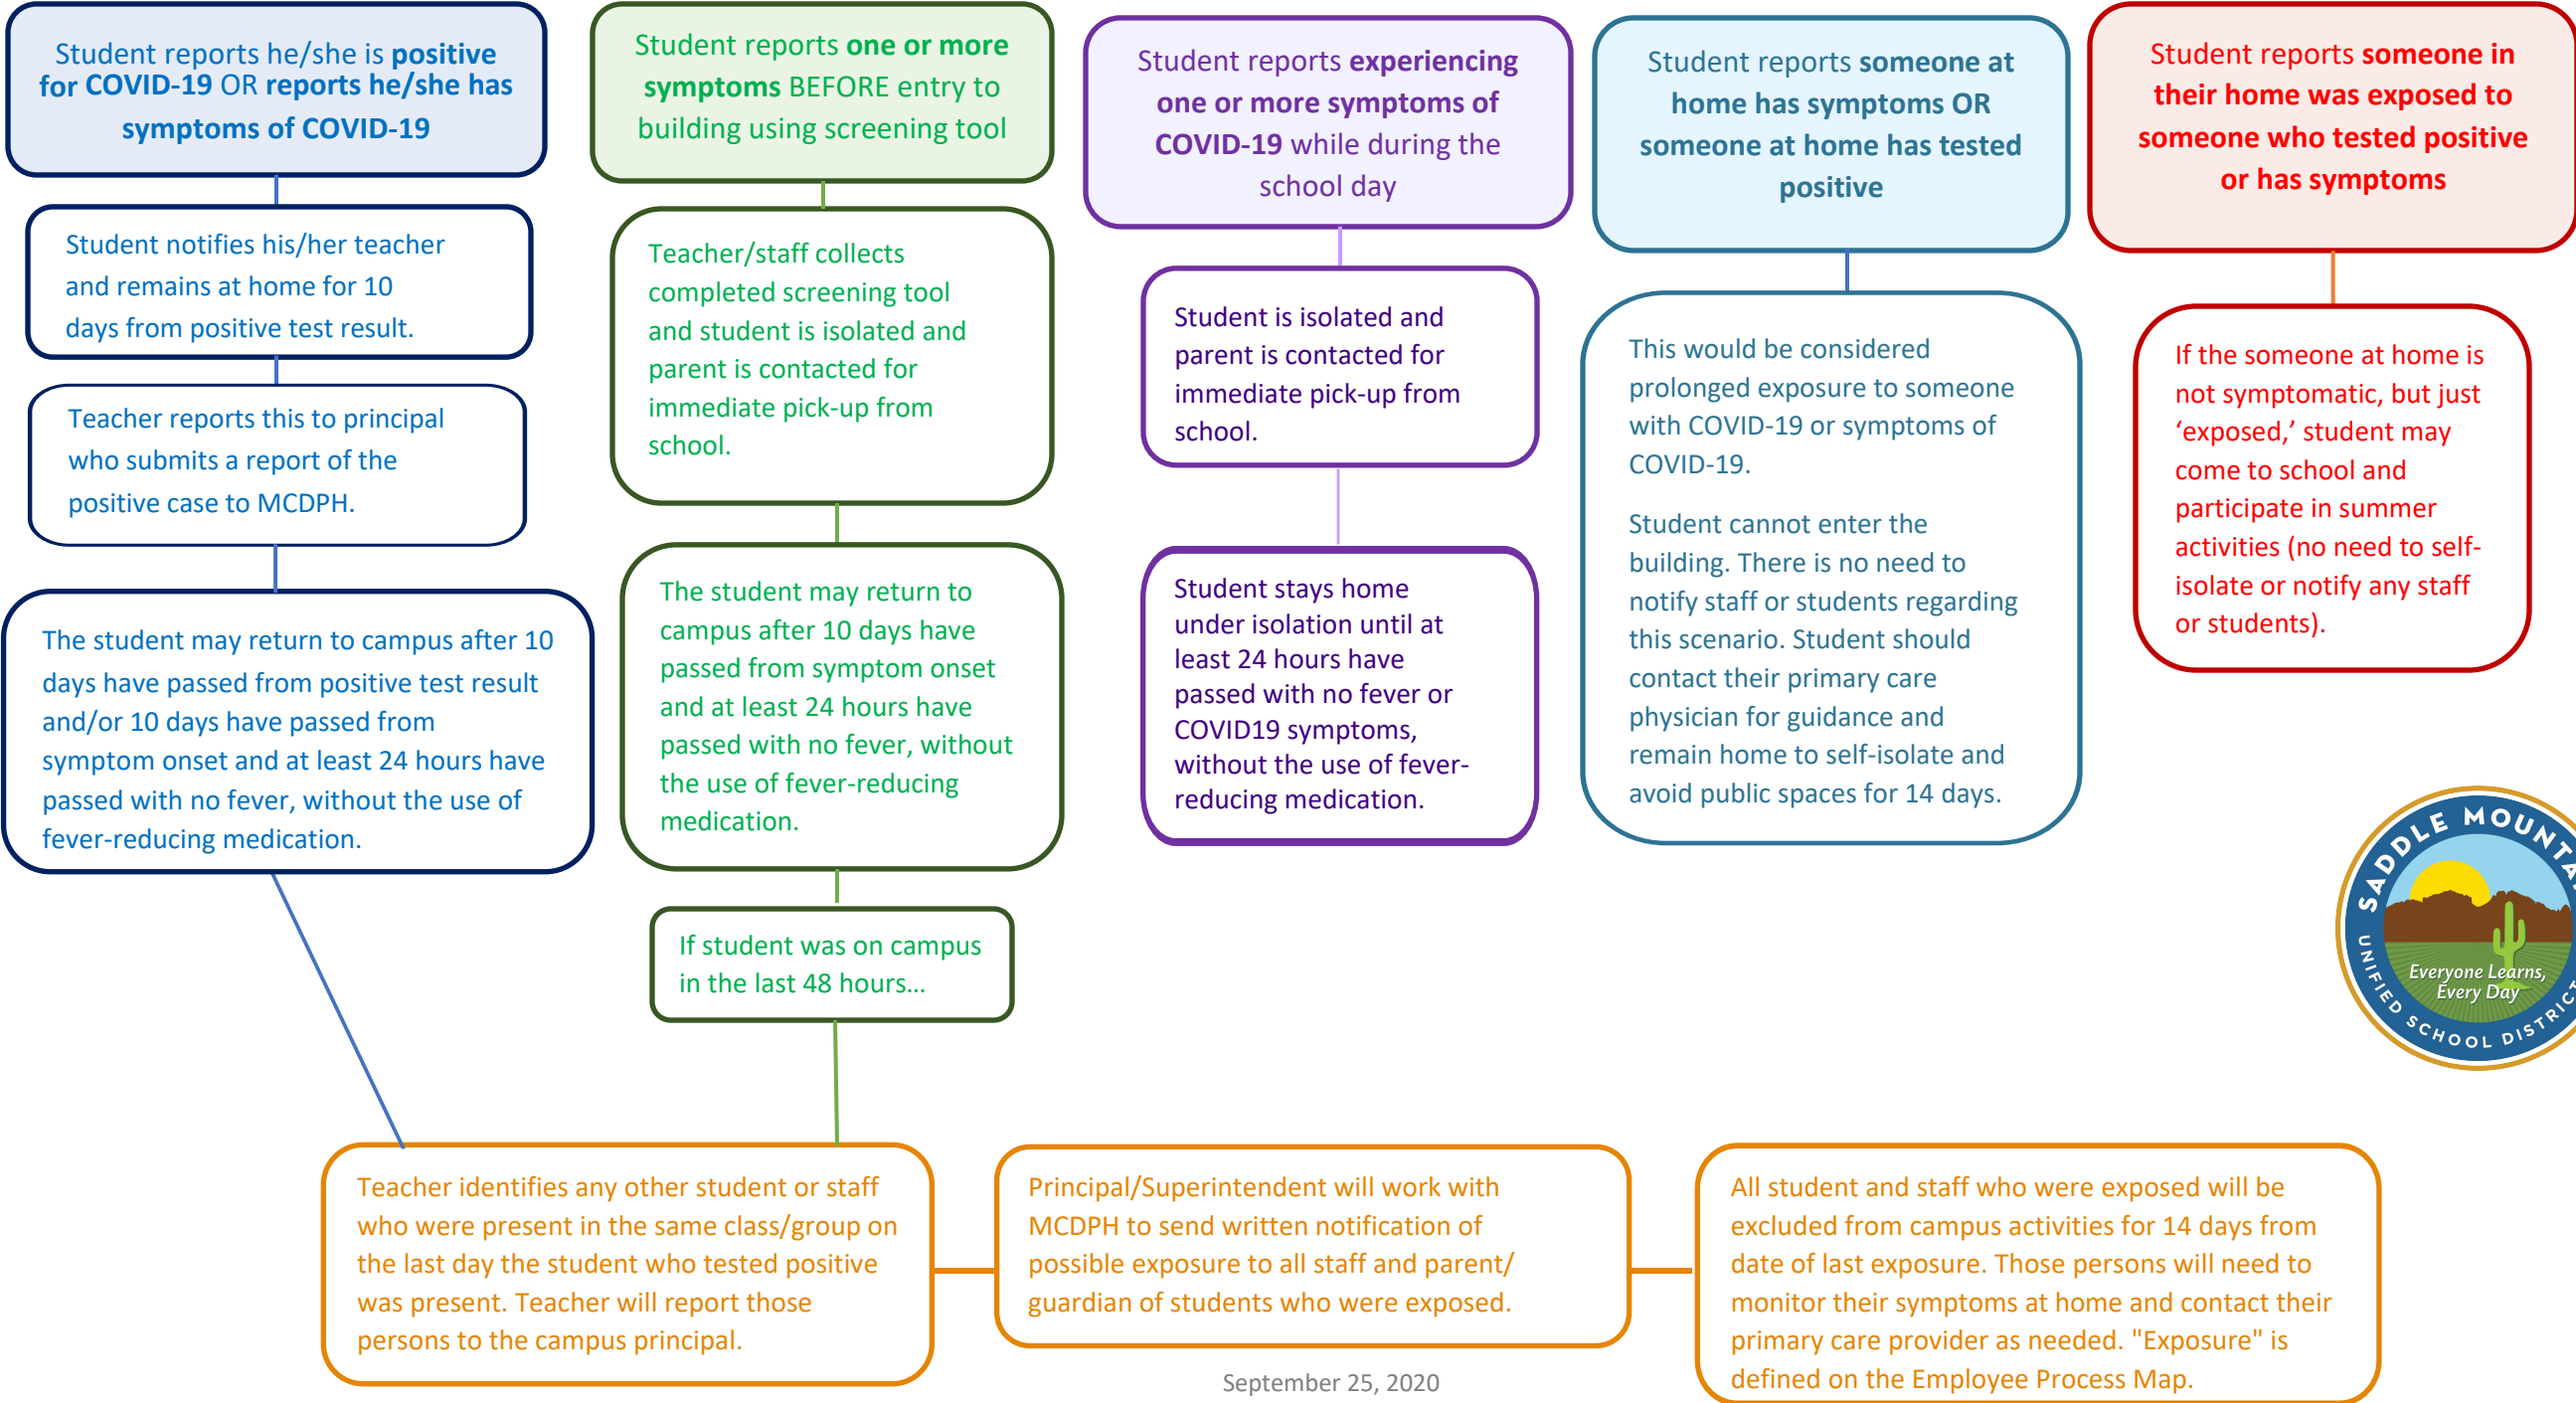 Student reports he/she is positive
for COVID-19 OR reports he/she has
symptoms of COVID-19
Student notifies his/her teacher
and remains at home for 10
days from positive test result.
Teacher reports this to principal
who submits a report of the
positive case to MCDPH.
The student may return to campus after 10
days have passed from positive test result
and/or 10 days have passed from
symptom onset and at least 24 hours have
passed with no fever, without the use of
fever-reducing medication.
Student reports one or more
symptoms BEFORE entry to
building using screening tool
Teacher/staff collects
completed screening tool
and student is isolated and
parent is contacted for
immediate pick-up from
school.
The student may return to
campus after 10 days have
passed from symptom onset
and at least 24 hours have
passed with no fever, without
the use of fever-reducing
medication.
If student was on campus
in the last 48 hours…
Student reports experiencing
one or more symptoms of
COVID-19 while during the
school day
Student is isolated and
parent is contacted for
immediate pick-up from
school.
Student stays home
under isolation until at
least 24 hours have
passed with no fever or
COVID19 symptoms,
without the use of fever-
reducing medication.
Student reports someone at
home has symptoms OR
someone at home has tested
positive
This would be considered
prolonged exposure to someone
with COVID-19 or symptoms of
COVID-19.
Student cannot enter the
building. There is no need to
notify staff or students regarding
this scenario. Student should
contact their primary care
physician for guidance and
remain home to self-isolate and
avoid public spaces for 14 days.
Student reports someone in
their home was exposed to
someone who tested positive
or has symptoms
If the someone at home is
not symptomatic, but just
‘exposed,’ student may
come to school and
participate in summer
activities (no need to self-
isolate or notify any staff
or students).
SADDLE MOUNTA
Everyone Learns,
Every Day
UNIFIED SCHOOL DISTRICT
Teacher identifies any other student or staff
who were present in the same class/group on
the last day the student who tested positive
was present. Teacher will report those
persons to the campus principal.
Principal/Superintendent will work with
MCDPH to send written notification of
possible exposure to all staff and parent/
guardian of students who were exposed.
All student and staff who were exposed will be
excluded from campus activities for 14 days from
date of last exposure. Those persons will need to
monitor their symptoms at home and contact their
primary care provider as needed. "Exposure" is
defined on the Employee Process Map.
September 25, 2020